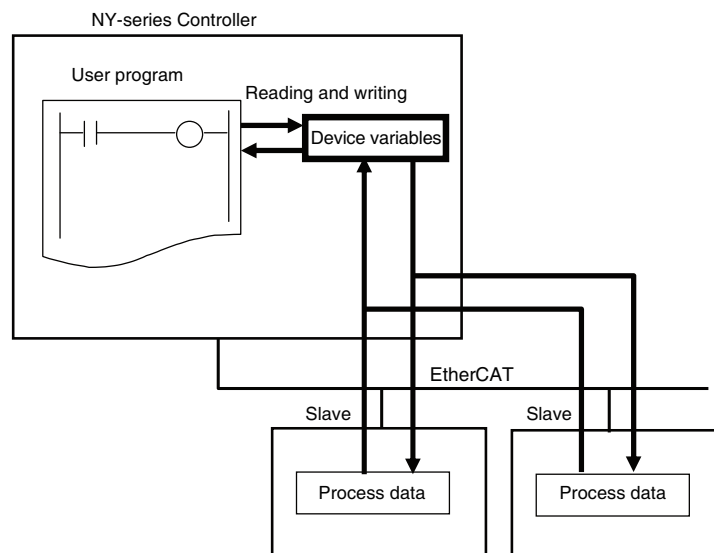 NY-series Controller
User program
Reading and writing
Device variables
EtherCAT
Slave
Slave
Process data
Process data